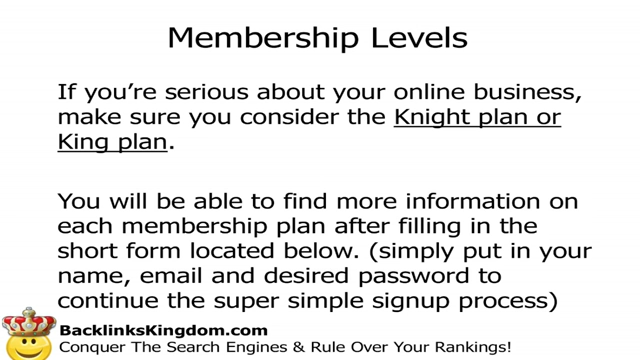 Membership Levels
If you're serious about your online business,
make sure you consider the Knight plan or
King plan.
You will be able to find more information on
each membership plan after filling in the
short form located below. (simply put in your
name, email and desired password to
continue the super simple signup process)
BacklinksKingdom.com
Conquer The Search Engines & Rule Over Your Rankings!